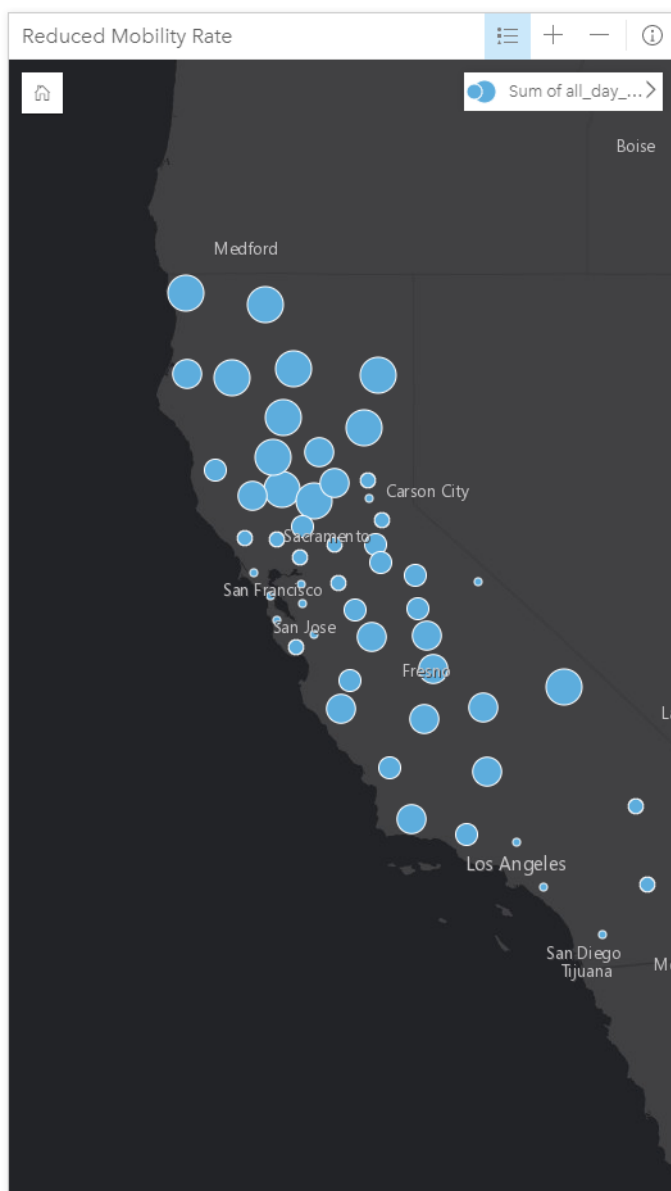 Reduced Mobility Rate
Sum of all_day_...
Boise
Medford
Carson City
Sacramento
San Francisco
San Jose
Fresno
L
Los Angeles
San Diego
Tijuana
M